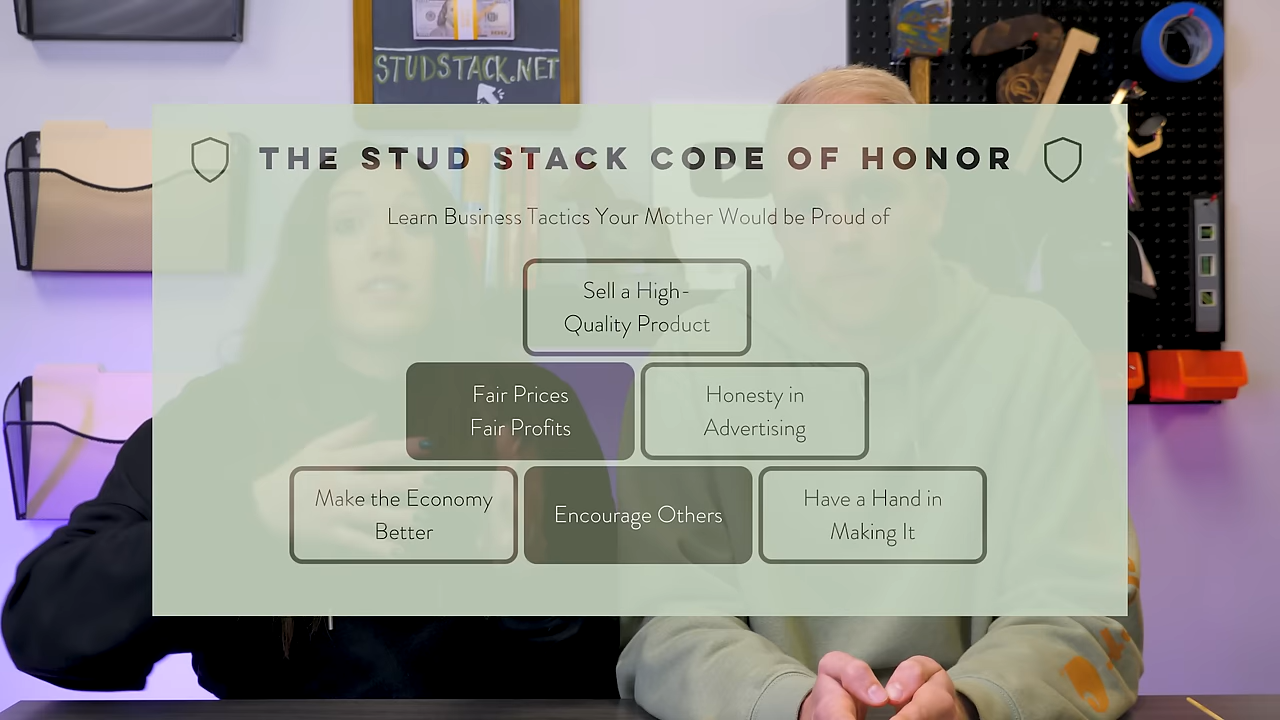 100
STUDSTACK.NET
THE STUD STACK CODE OF HONOR
Learn Business Tactics Your Mother Would be Proud of
Sell a High-
Quality Product
Fair Prices
Fair Profits
Honesty in
Advertising
Make the Economy
Better
Encourage Others
Have a Hand in
Making It